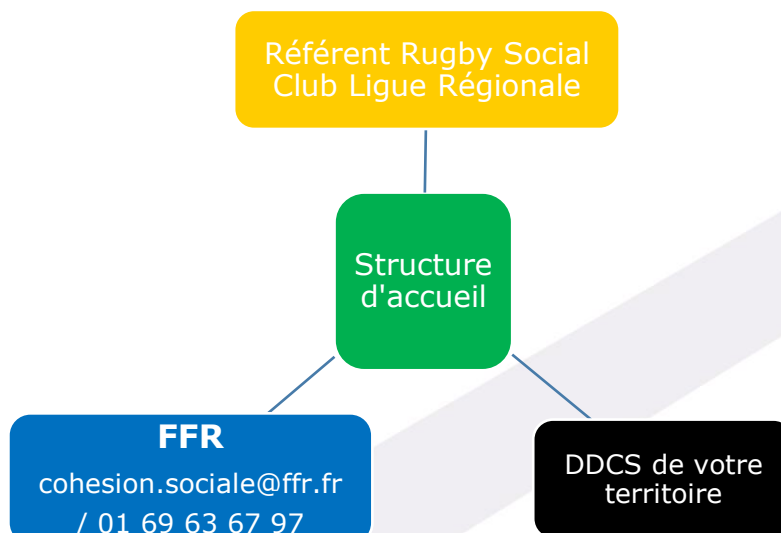 Référent Rugby Social
Club Ligue Régionale
Structure
d'accueil
FFR
cohesion.sociale@ffr.fr
/ 01 69 63 67 97
DDCS de votre
territoire